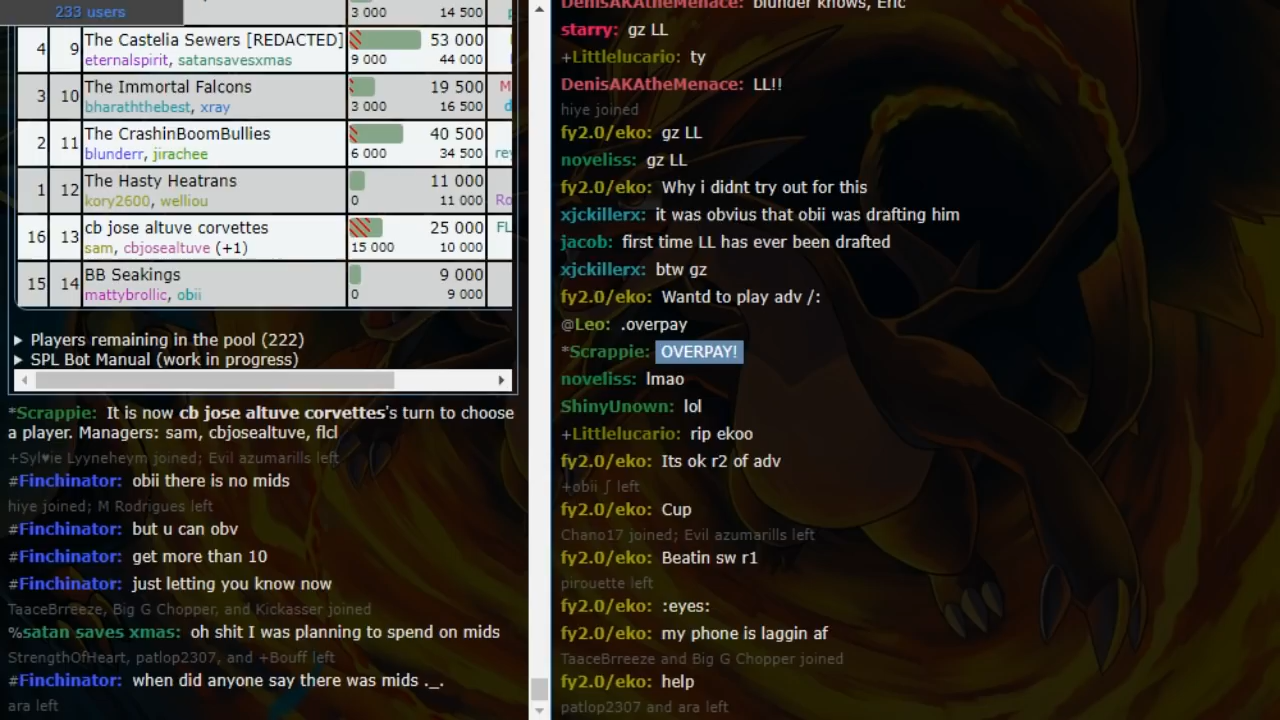 233 users
3 000 14 500
4 9 The Castelia Sewers [REDACTED] 53 000
eternalspirit, satansavesxmas 9 000 44 000
3 10 The Immortal Falcons 19 500 M
bharaththebest, xray 3 000 16 500 d
2 11 The CrashinBoomBullies 40 500
blunderr, jirachee 6 000 34 500 rey
1 12 The Hasty Heatrans 11 000
kory2600, welliou 0 11 000 Ro
16 13 cb jose altuve corvettes 25 000 FL
sam, cbjosealtuve (+1) 15 000 10 000
15 14 BB Seakings 9 000
mattybrollic, obii 0 9 000
Players remaining in the pool (222)
SPL Bot Manual (work in progress)
*Scrappie: It is now cb jose altuve corvettes's turn to choose
a player. Managers: sam, cbjosealtuve, flcl
+Syl♥ie Lyyneheym joined; Evil azumarills left
#Finchinator: obii there is no mids
hiye joined; M Rodrigues left
#Finchinator: but u can obv
#Finchinator: get more than 10
#Finchinator: just letting you know now
TaaceBrreeze, Big G Chopper, and Kickasser joined
%satan saves xmas: oh shit I was planning to spend on mids
StrengthOfHeart, patlop2307, and +Bouff left
#Finchinator: when did anyone say there was mids ._.
ara left
DenisAKAtheMenace: blunder knows, Eric
starry: gz LL
+Littlelucario: ty
DenisAKAtheMenace: LL!!
hiye joined
fy2.0/eko: gz LL
noveliss: gz LL
fy2.0/eko: Why i didnt try out for this
xjckillerx: it was obvius that obii was drafting him
jacob: first time LL has ever been drafted
xjckillerx: btw gz
fy2.0/eko: Wantd to play adv /:
@Leo: .overpay
*Scrappie: OVERPAY!
noveliss: lmao
ShinyUnown: lol
+Littlelucario: rip ekoo
fy2.0/eko: Its ok r2 of adv
+øbii ∫ left
fy2.0/eko: Cup
Chano17 joined; Evil azumarills left
fy2.0/eko: Beatin sw r1
pirouette left
fy2.0/eko: :eyes:
fy2.0/eko: my phone is laggin af
TaaceBrreeze and Big G Chopper joined
fy2.0/eko: help
patlop2307 and ara left